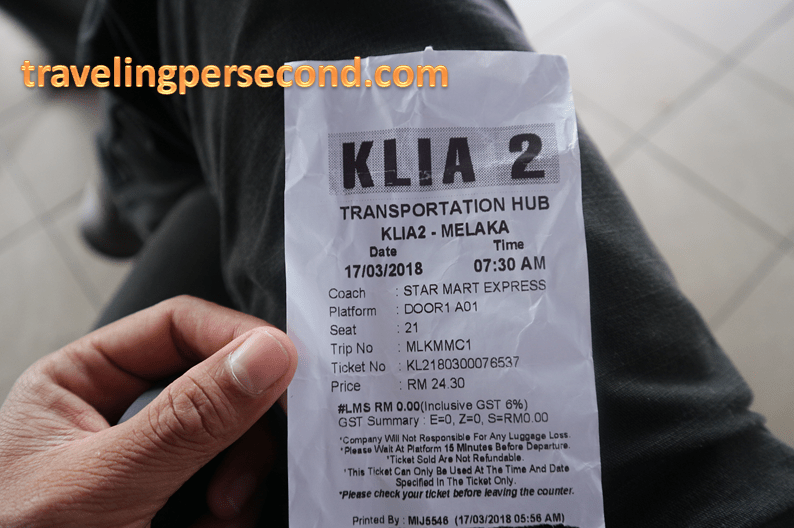 travelingpersecond.com
KLIA 2
TRANSPORTATION HUB
KLIA2 - MELAKA
Date Time
17/03/2018 07:30 AM
Coach : STAR MART EXPRESS
Platform : DOOR1 A01
Seat : 21
Trip No : MLKMMC1
Ticket No : KL2180300076537
Price : RM 24.30
#LMS RM 0.00(Inclusive GST 6%)
GST Summary : E=0, Z=0, S=RM0.00
*Company Will Not Responsible For Any Luggage Loss.
*Please Wait At Platform 15 Minutes Before Departure.
*Ticket Sold Are Not Refundable.
*This Ticket Can Only Be Used At The Time And Date
Specified In The Ticket Only.
*Please check your ticket before leaving the counter.
Printed By : MIJ5546 (17/03/2018 05:56 AM)